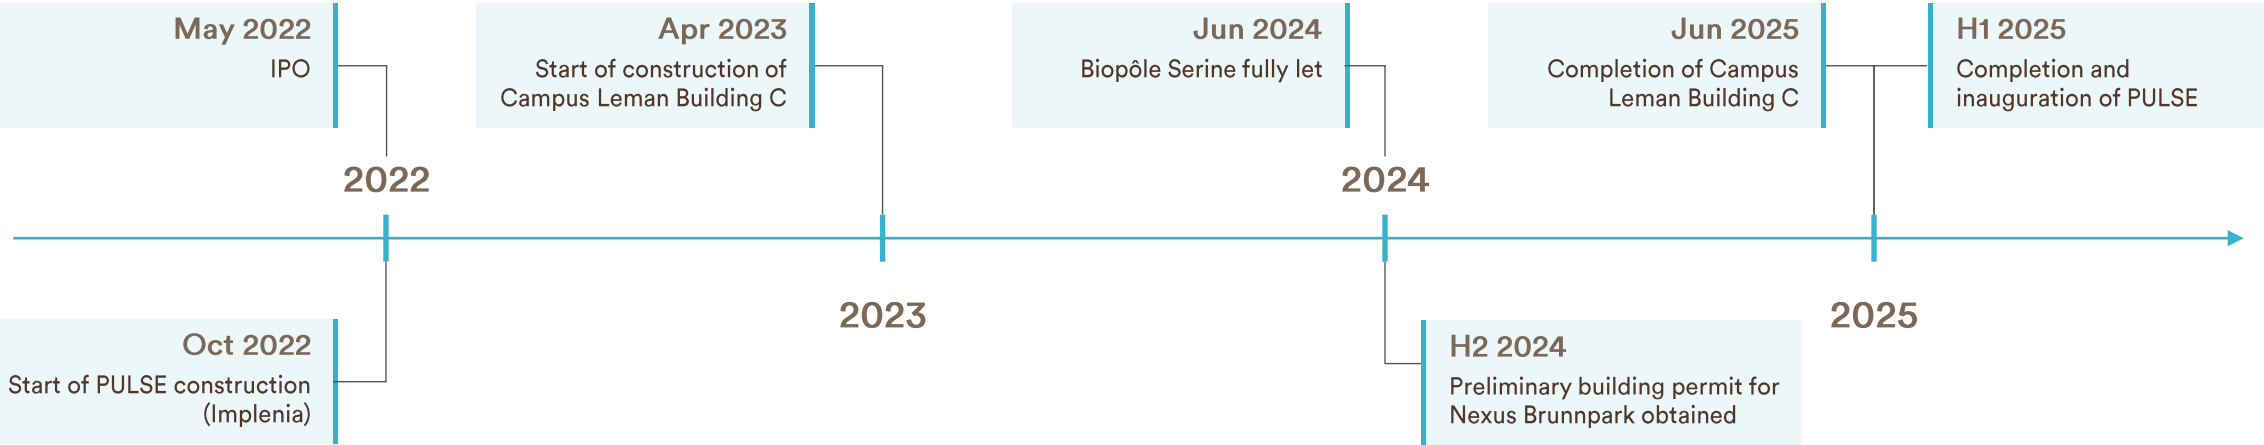 May 2022
IPO
Apr 2023
Start of construction of
Campus Leman Building C
Jun 2024
Biopôle Serine fully let
Jun 2025
Completion of Campus
Leman Building C
H1 2025
Completion and
inauguration of PULSE
2022
2024
2023
2025
Oct 2022
Start of PULSE construction
(Implenia)
H2 2024
Preliminary building permit for
Nexus Brunnpark obtained